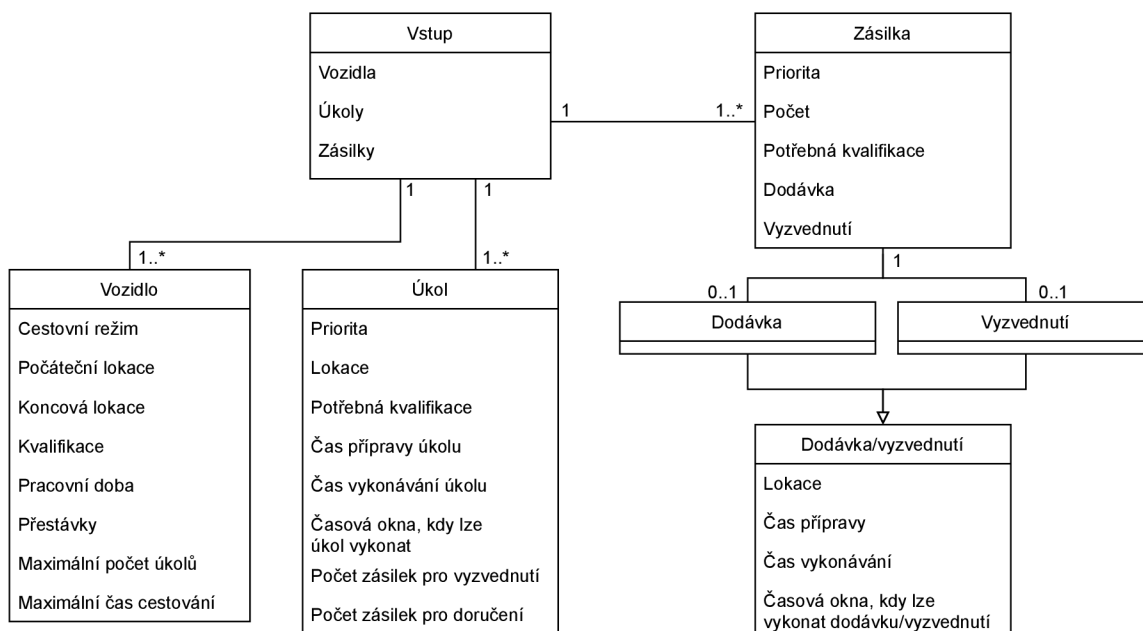 Vstup
Vozidla
Úkoly
Zásilky
1
1..*
Zásilka
Priorita
Počet
Potřebná kvalifikace
Dodávka
Vyzvednutí
1
1
1..*
1..*
Vozidlo
Cestovní režim
Počáteční lokace
Koncová lokace
Kvalifikace
Pracovní doba
Přestávky
Maximální počet úkolů
Maximální čas cestování
Úkol
Priorita
Lokace
Potřebná kvalifikace
Čas přípravy úkolu
Čas vykonávání úkolu
Časová okna, kdy lze
úkol vykonat
Počet zásilek pro vyzvednutí
Počet zásilek pro doručení
1
0..1
0..1
Dodávka
Vyzvednutí
Dodávka/vyzvednutí
Lokace
Čas přípravy
Čas vykonávání
Časová okna, kdy lze
vykonat dodávku/vyzvednutí